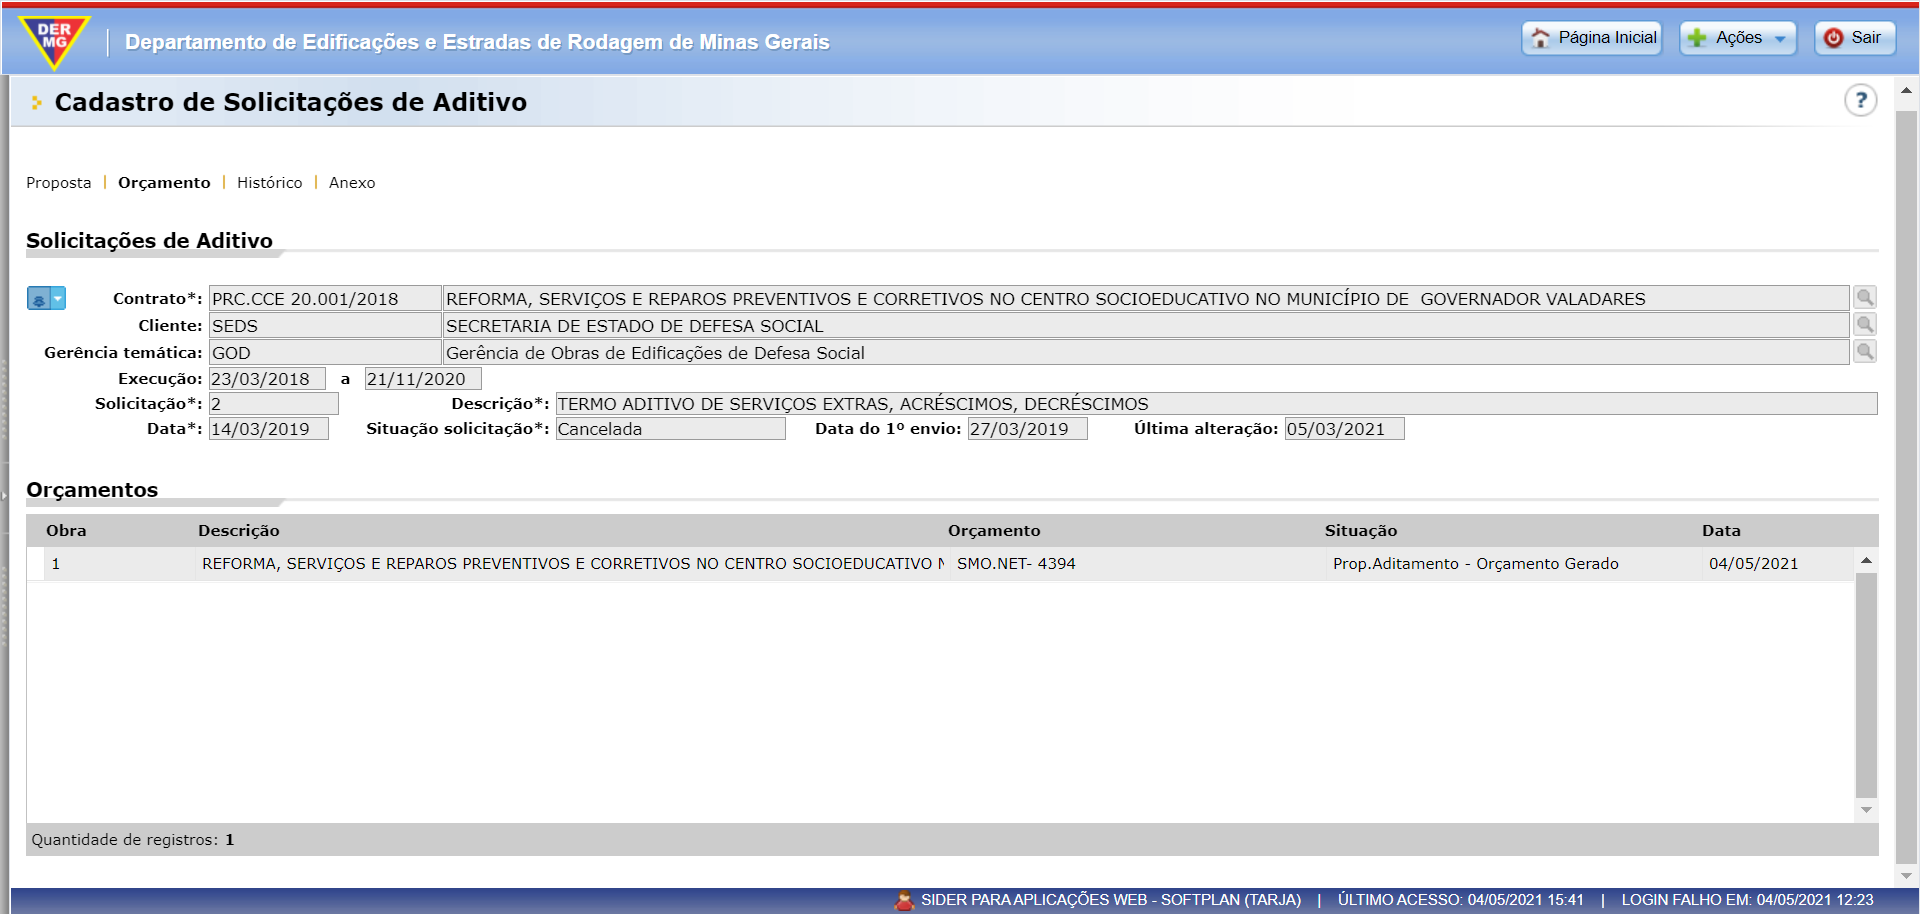 DER
MG
Departamento de Edificações e Estradas de Rodagem de Minas Gerais
Página Inicial
Ações
Sair
Cadastro de Solicitações de Aditivo
?
Proposta | Orçamento | Histórico | Anexo
Solicitações de Aditivo
Contrato*: PRC.CCE 20.001/2018 REFORMA, SERVIÇOS E REPAROS PREVENTIVOS E CORRETIVOS NO CENTRO SOCIOEDUCATIVO NO MUNICÍPIO DE GOVERNADOR VALADARES
Cliente: SEDS SECRETARIA DE ESTADO DE DEFESA SOCIAL
Gerência temática: GOD Gerência de Obras de Edificações de Defesa Social
Execução: 23/03/2018 a 21/11/2020
Solicitação*: 2 Descrição*: TERMO ADITIVO DE SERVIÇOS EXTRAS, ACRÉSCIMOS, DECRÉSCIMOS
Data*: 14/03/2019 Situação solicitação*: Cancelada Data do 1º envio: 27/03/2019 Última alteração: 05/03/2021
Orçamentos
Obra Descrição Orçamento Situação Data
1 REFORMA, SERVIÇOS E REPAROS PREVENTIVOS E CORRETIVOS NO CENTRO SOCIOEDUCATIVO N SMO.NET- 4394 Prop.Aditamento - Orçamento Gerado 04/05/2021
Quantidade de registros: 1
SIDER PARA APLICAÇÕES WEB - SOFTPLAN (TARJA) | ÚLTIMO ACESSO: 04/05/2021 15:41 | LOGIN FALHO EM: 04/05/2021 12:23